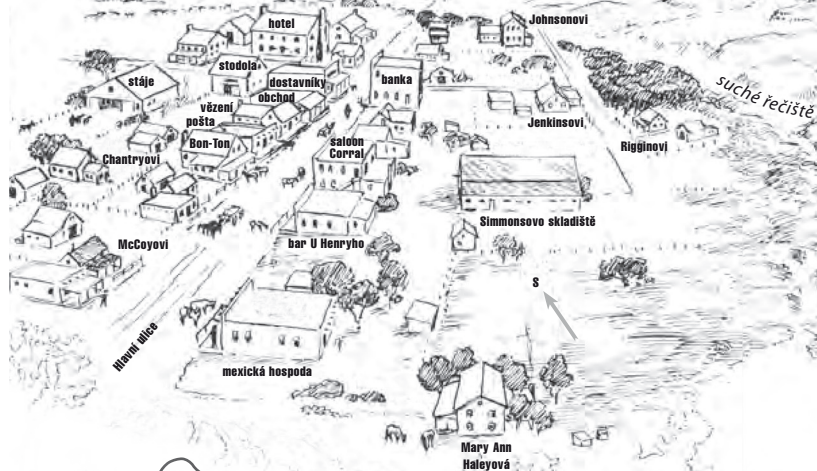 hotel
Johnsonovi
stodola
stáje
dostavníky
banka
suché řečiště
obchod
vězení
pošta
Jenkinsovi
Rigginovi
Bon-Ton
saloon
Corral
Chantryovi
Simmonsovo skladiště
McCoyovi
bar U Henryho
S
Hlavní ulice
mexická hospoda
Mary Ann
Haleyová